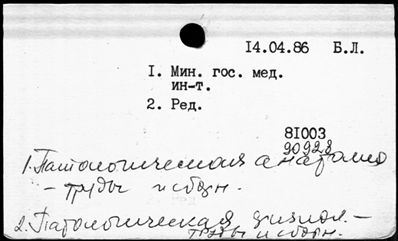 14.04.86 Б.Л.
1. Мин. гос. мед.
ин-т.
2. Ред.
81003
90928
1. Патологическая анатомия
- труды и сборн.
2. Патологическая физиол. -
труды и сборн.